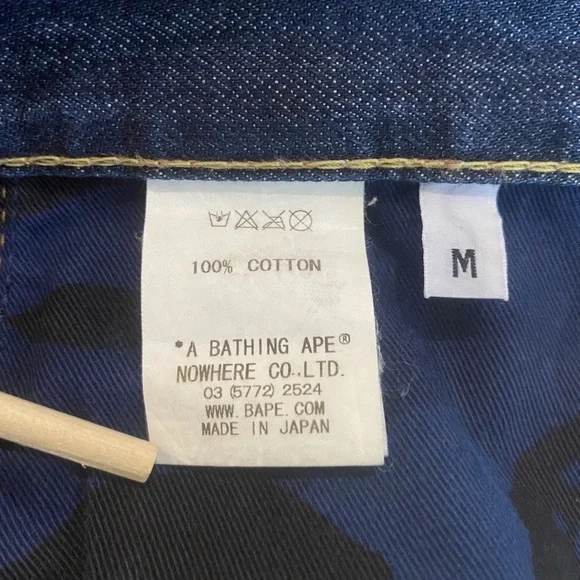 100% COTTON
*A BATHING APE®
NOWHERE CO.,LTD.
03 (5772) 2524
WWW.BAPE.COM
MADE IN JAPAN
M